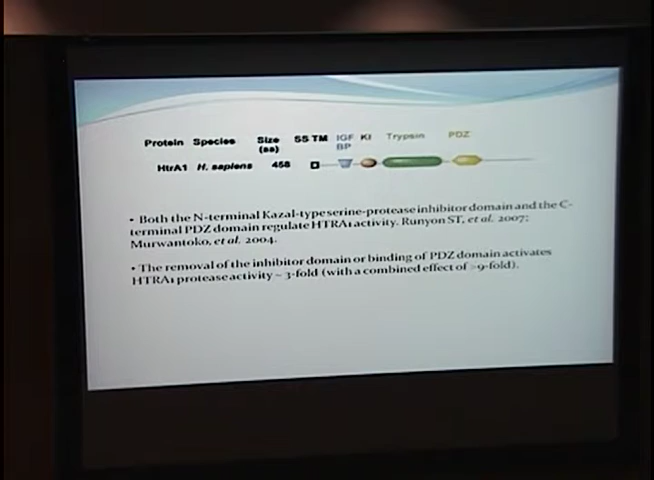 Protein Species Size (aa) SS TM IGF BP KI Trypsin PDZ
HtrA1 H. sapiens 458
• Both the N-terminal Kazal-type serine-protease inhibitor domain and the C-
terminal PDZ domain regulate HTRA1 activity. Runyon ST, et al. 2007;
Murwantoko, et al. 2004.
• The removal of the inhibitor domain or binding of PDZ domain activates
HTRA1 protease activity ~ 3-fold (with a combined effect of >9-fold).